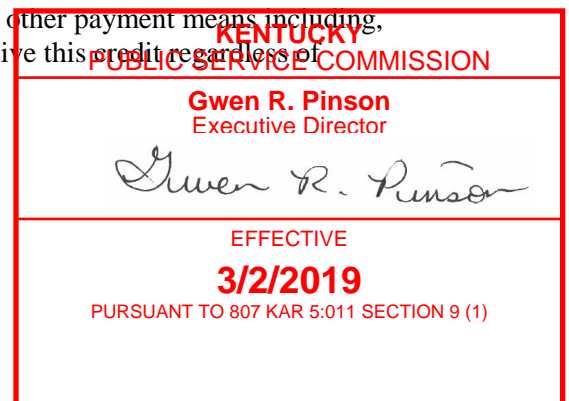 other payment means including,
KENTUCKY
ive this credit regardless of
PUBLIC SERVICE COMMISSION
Gwen R. Pinson
Executive Director
Gwen R. Pinson
EFFECTIVE
3/2/2019
PURSUANT TO 807 KAR 5:011 SECTION 9 (1)